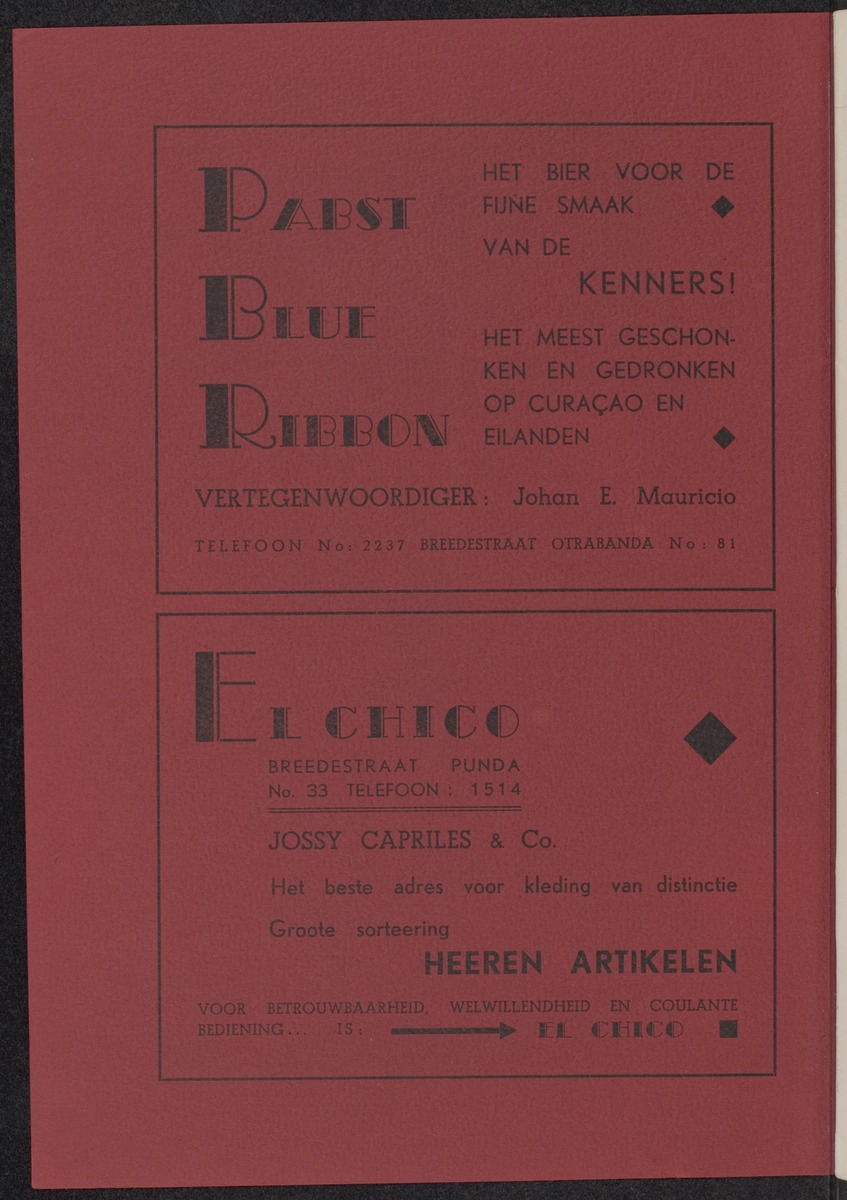 PABST
BLUE
RIBBON
HET BIER VOOR DE
FIJNE SMAAK
VAN DE
KENNERS!
HET MEEST GESCHON-
KEN EN GEDRONKEN
OP CURAÇAO EN
EILANDEN
VERTEGENWOORDIGER: Johan E. Mauricio
TELEFOON No: 2237 BREEDESTRAAT OTRABANDA No: 81
EL CHICO
BREEDESTRAAT PUNDA
No. 33 TELEFOON: 1514
JOSSY CAPRILES & Co.
Het beste adres voor kleding van distinctie
Groote sorteering
HEEREN ARTIKELEN
VOOR BETROUWBAARHEID, WELWILLENDHEID EN COULANTE
BEDIENING... IS: EL CHICO